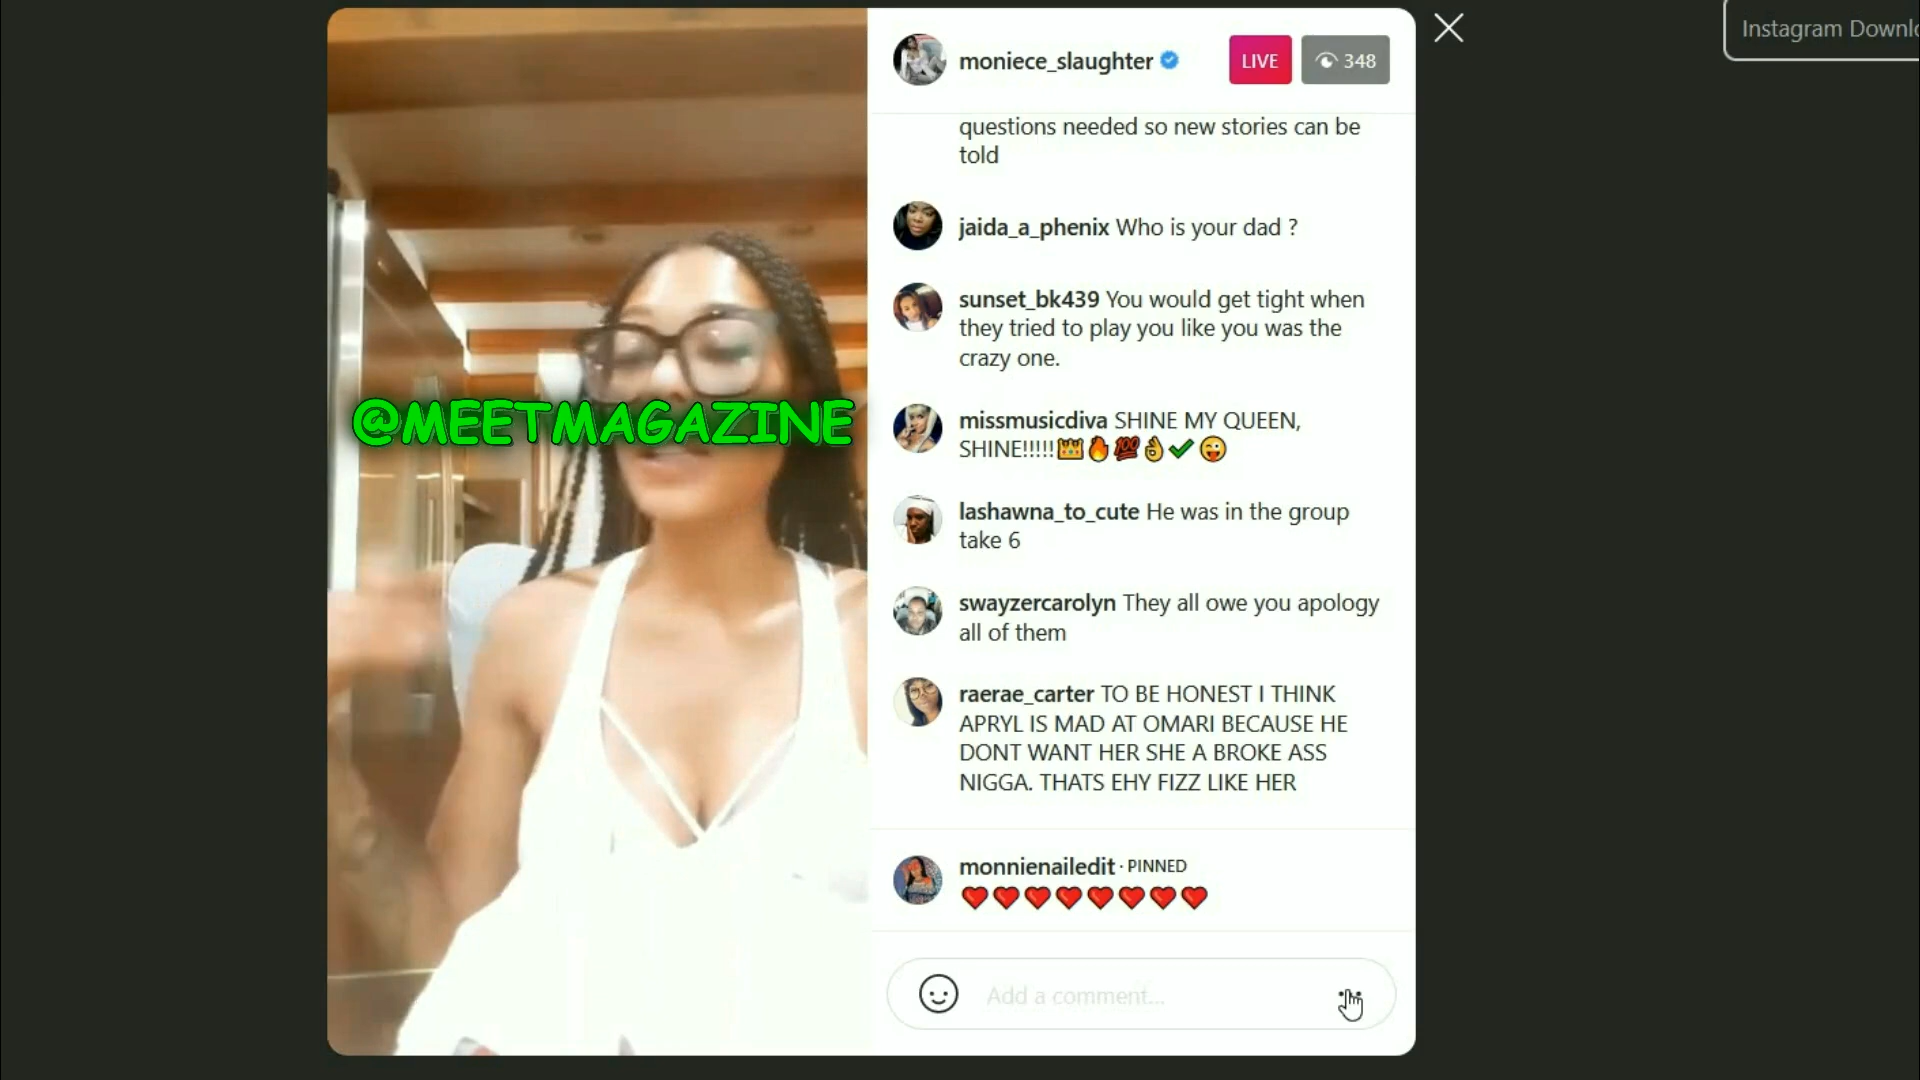 Instagram Downlo
moniece_slaughter
LIVE
348
questions needed so new stories can be
told
jaida_a_phenix Who is your dad ?
sunset_bk439 You would get tight when
they tried to play you like you was the
crazy one.
@MEETMAGAZINE
missmusicdiva SHINE MY QUEEN,
SHINE!!!!!👑🔥💯👌✔😜
lashawna_to_cute He was in the group
take 6
swayzercarolyn They all owe you apology
all of them
raerae_carter TO BE HONEST I THINK
APRYL IS MAD AT OMARI BECAUSE HE
DONT WANT HER SHE A BROKE ASS
NIGGA. THATS EHY FIZZ LIKE HER
monnienailedit · PINNED
❤❤❤❤❤❤❤❤
Add a comment...